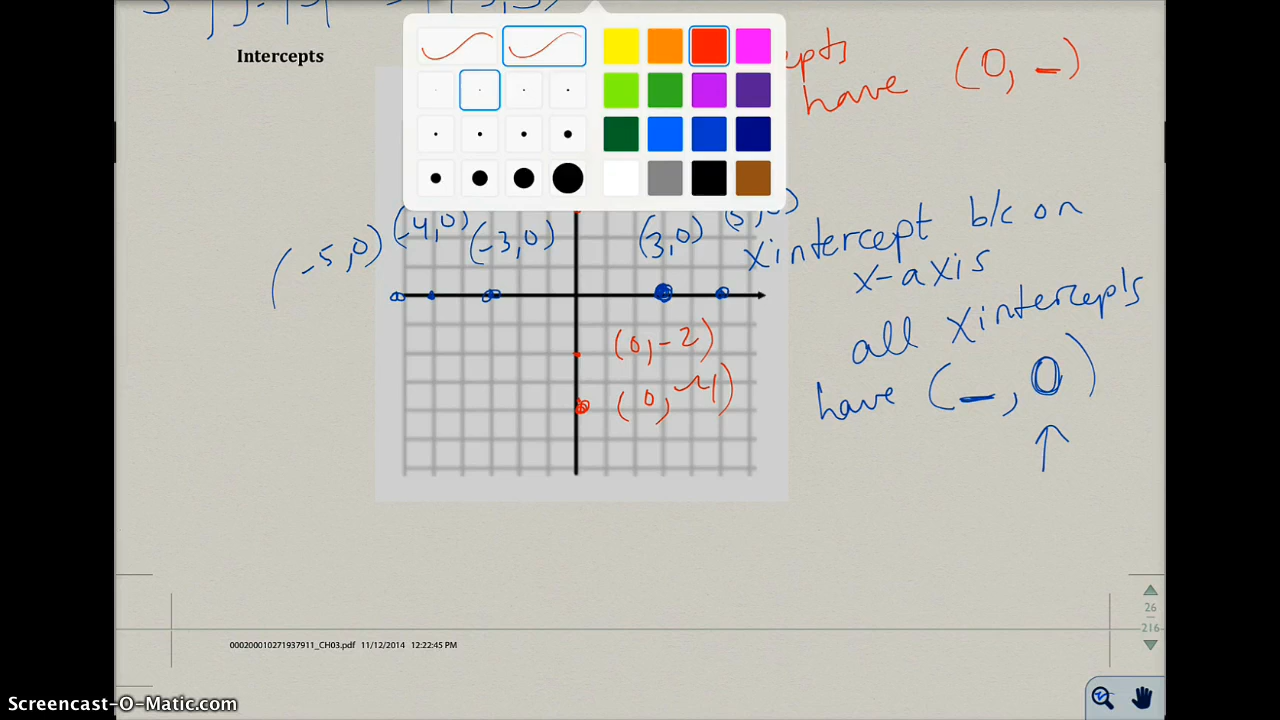 Intercepts
have (0, _)
(-5,0)
(-4,0)
(-3,0)
(3,0)
x intercept b/c on
x-axis
all x intercepts
have (_, 0)
(0, -2)
(0, -4)
26
216
000200010271937911_CH03.pdf 11/12/2014 12:22:45 PM
Screencast-O-Matic.com